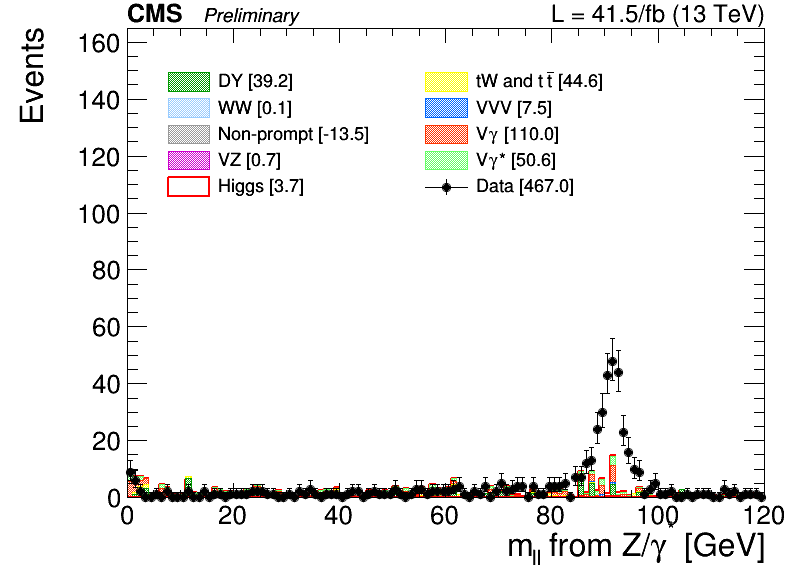 CMS Preliminary L = 41.5/fb (13 TeV)
Events
160
140
120
100
80
60
40
20
0
DY [39.2]
WW [0.1]
Non-prompt [-13.5]
VZ [0.7]
Higgs [3.7]
tW and tt̄ [44.6]
VVV [7.5]
Vγ [110.0]
Vγ* [50.6]
Data [467.0]
0 20 40 60 80 100 120
m_ll from Z/γ* [GeV]